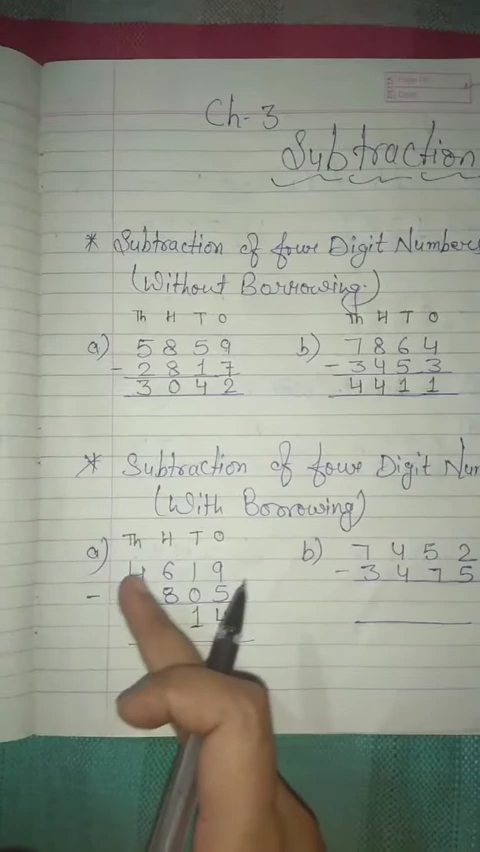 Ch-3
Subtraction
* Subtraction of four Digit Numbers
(Without Borrowing)
Th H T O
a) 5 8 5 9
- 2 8 1 7
3 0 4 2
Th H T O
b) 7 8 6 4
- 3 4 5 3
4 4 1 1
* Subtraction of four Digit Nu
(With Borrowing)
Th H T O
a) 4 6 1 9
- 8 0 5
1 4
b) 7 4 5 2
- 3 4 7 5